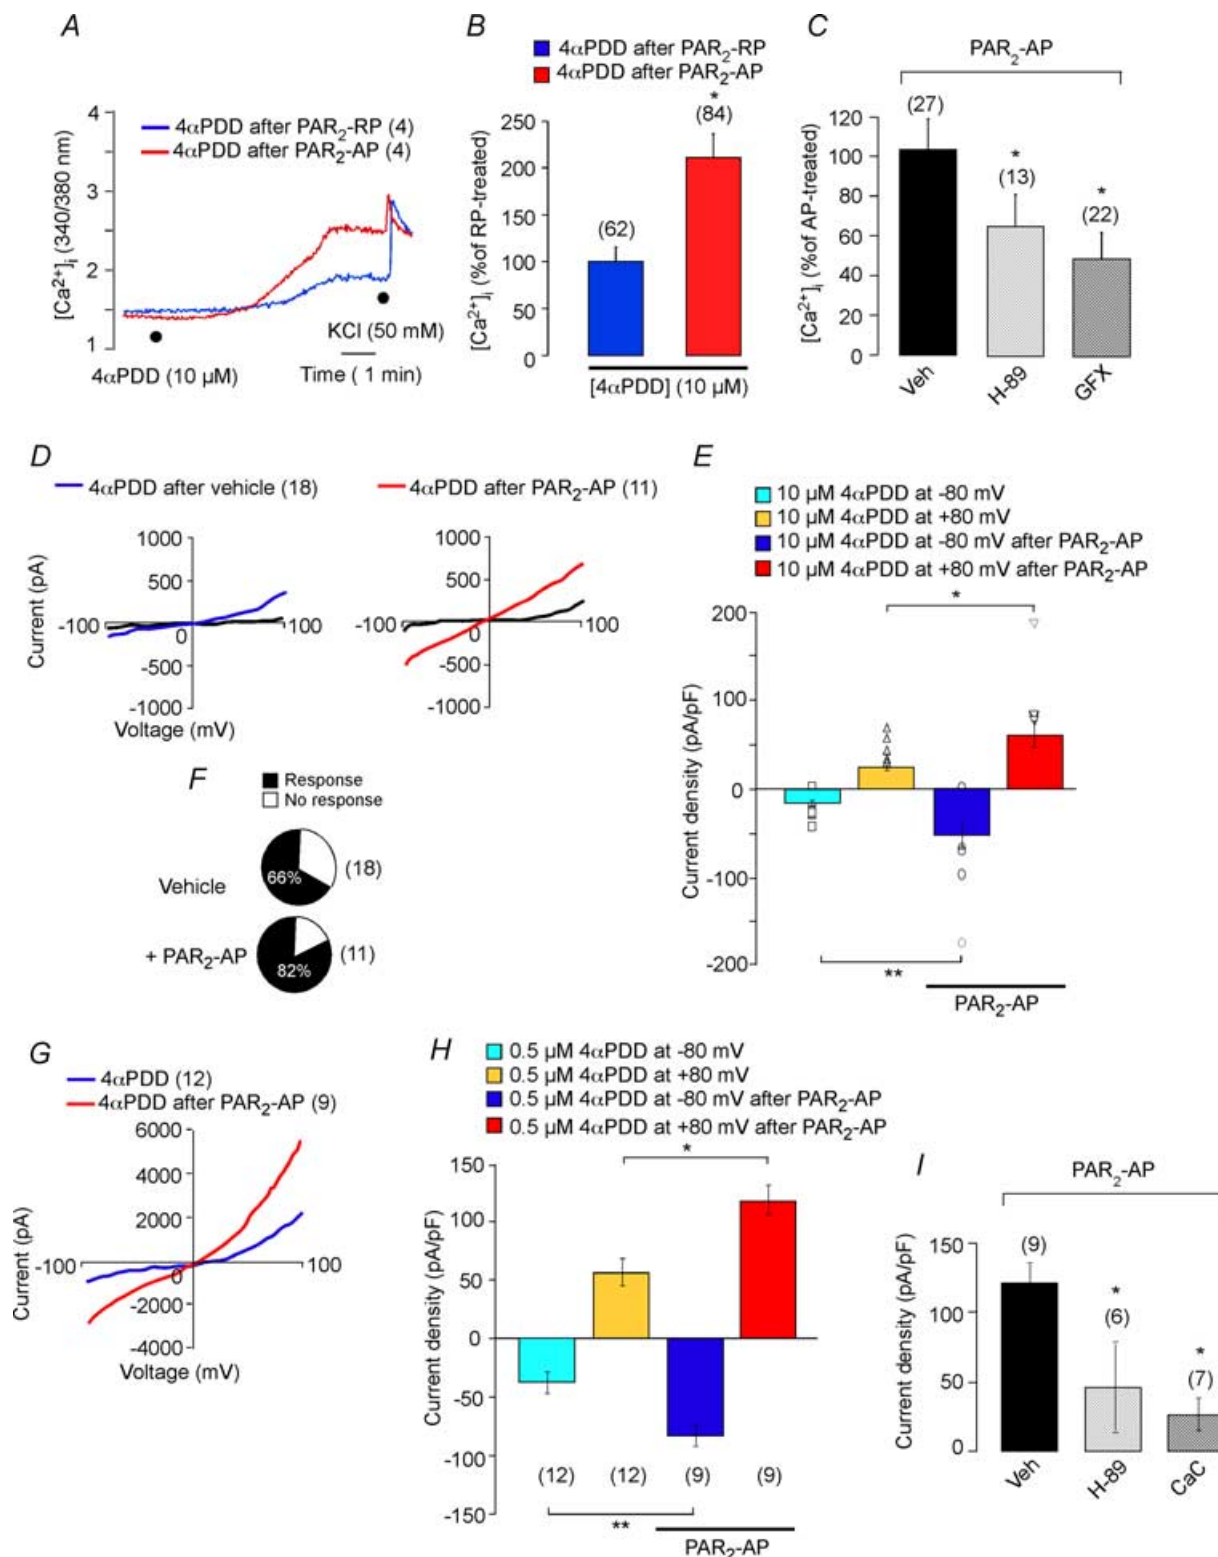 A
4αPDD after PAR2-RP (4)
4αPDD after PAR2-AP (4)
[Ca2+]i (340/380 nm)
4
3
2
1
KCl (50 mM)
4αPDD (10 µM)
Time ( 1 min)
B
4αPDD after PAR2-RP
4αPDD after PAR2-AP
[Ca2+]i (%of RP-treated)
250
200
150
100
50
0
(62)
*
(84)
[4αPDD] (10 µM)
C
PAR2-AP
[Ca2+]i (%of AP-treated)
120
100
80
60
40
20
0
(27)
*
(13)
*
(22)
Veh
H-89
GFX
D
4αPDD after vehicle (18)
4αPDD after PAR2-AP (11)
Current (pA)
1000
500
-100
0
100
-500
-1000
Voltage (mV)
1000
500
-100
0
100
-500
-1000
E
10 µM 4αPDD at -80 mV
10 µM 4αPDD at +80 mV
10 µM 4αPDD at -80 mV after PAR2-AP
10 µM 4αPDD at +80 mV after PAR2-AP
Current density (pA/pF)
200
100
0
-100
-200
*
**
PAR2-AP
F
Response
No response
Vehicle
66%
(18)
+ PAR2-AP
82%
(11)
G
4αPDD (12)
4αPDD after PAR2-AP (9)
Current (pA)
6000
4000
2000
-100
0
100
-2000
-4000
Voltage (mV)
H
0.5 µM 4αPDD at -80 mV
0.5 µM 4αPDD at +80 mV
0.5 µM 4αPDD at -80 mV after PAR2-AP
0.5 µM 4αPDD at +80 mV after PAR2-AP
Current density (pA/pF)
150
100
50
0
-50
-100
-150
*
(12)
(12)
(9)
(9)
**
PAR2-AP
I
PAR2-AP
Current density (pA/pF)
150
100
50
0
(9)
*
(6)
*
(7)
Veh
H-89
CaC